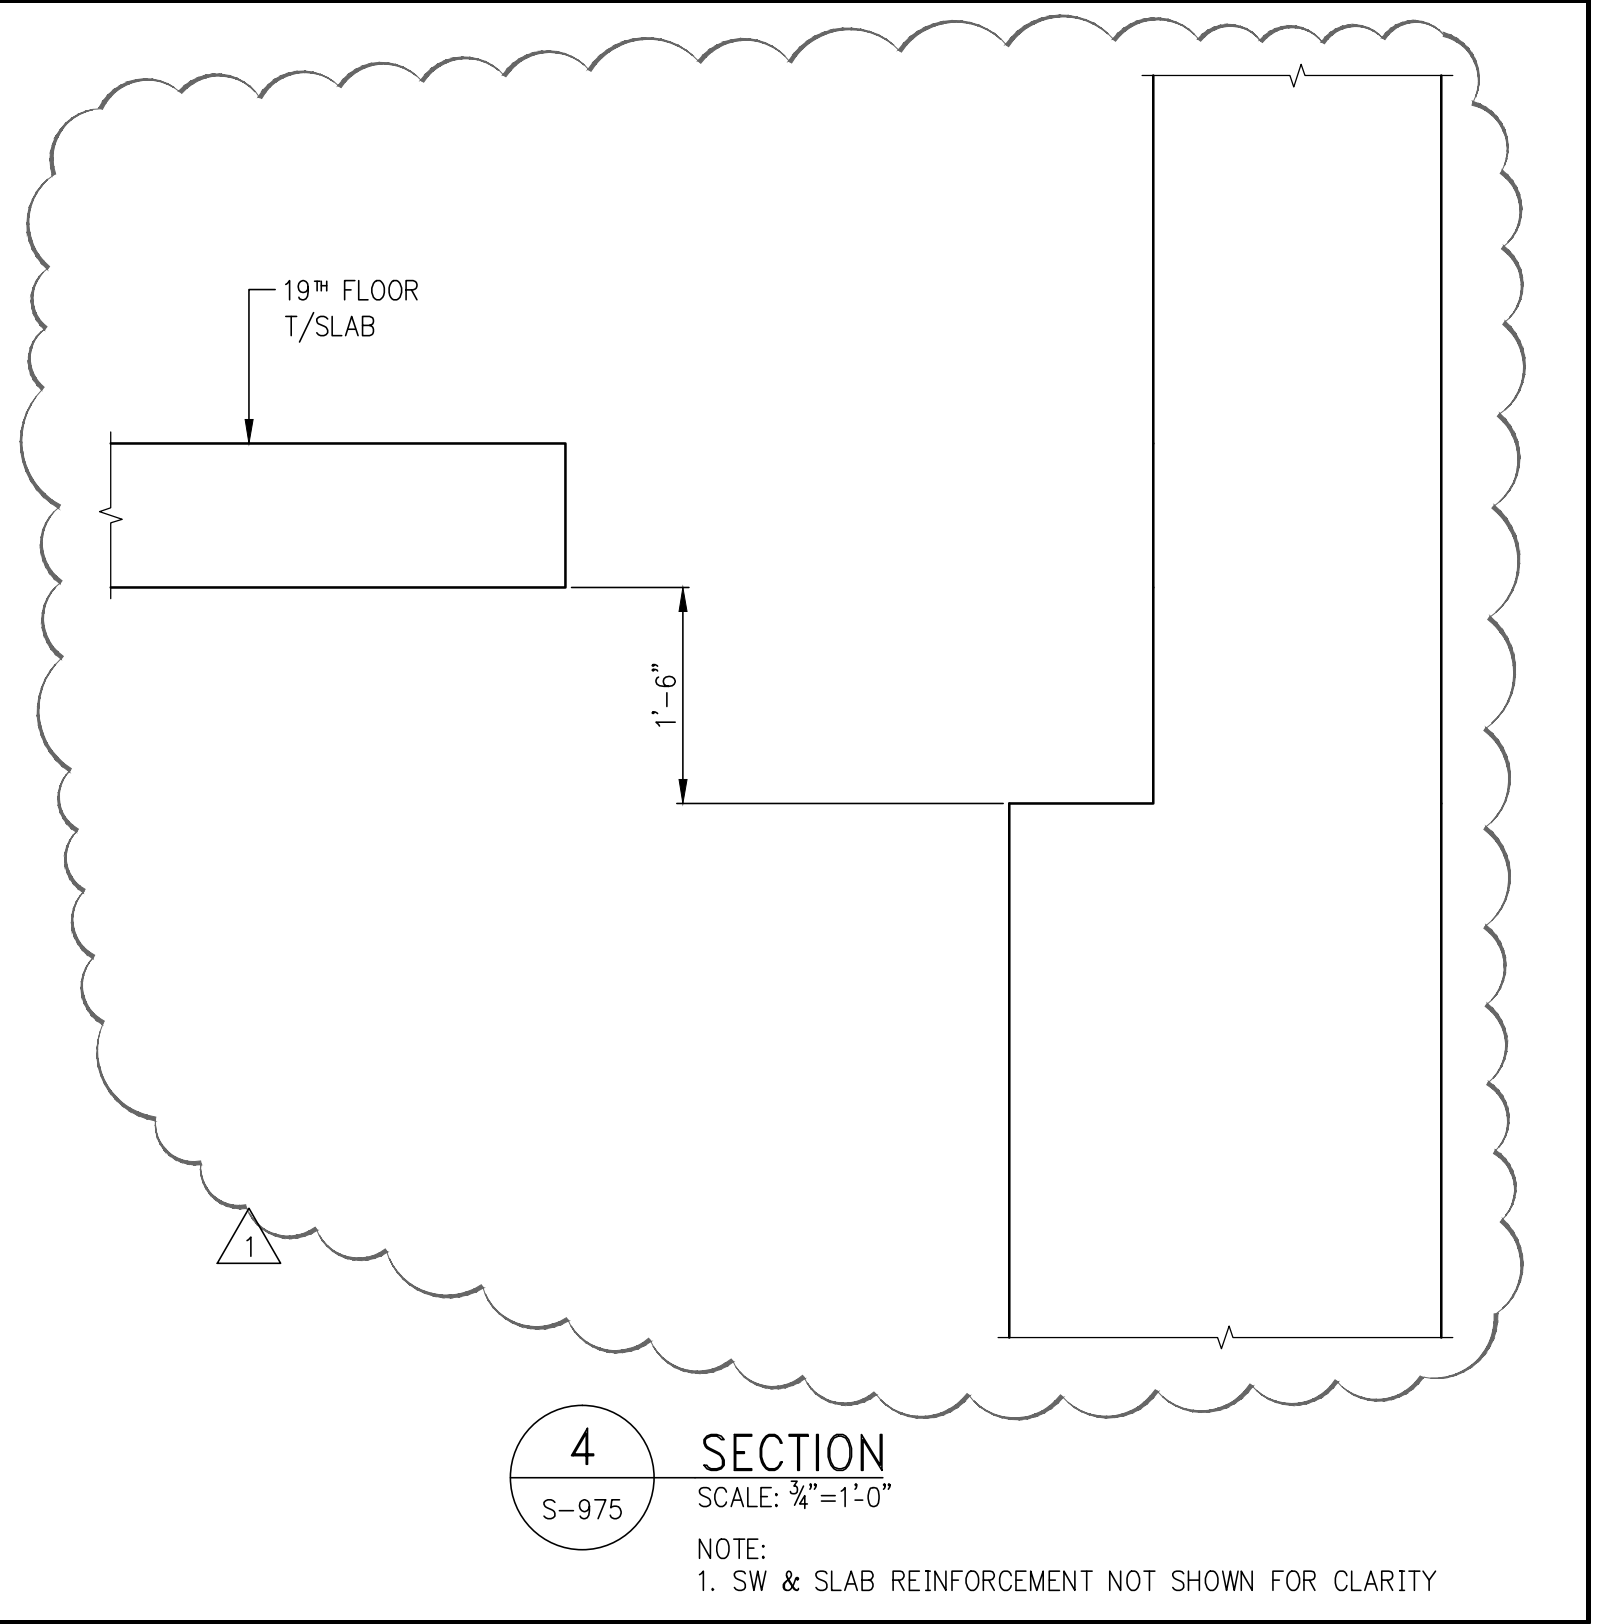 19TH FLOOR
T/SLAB
1'-6"
1
4
S-975
SECTION
SCALE: ¾"=1'-0"
NOTE:
1. SW & SLAB REINFORCEMENT NOT SHOWN FOR CLARITY